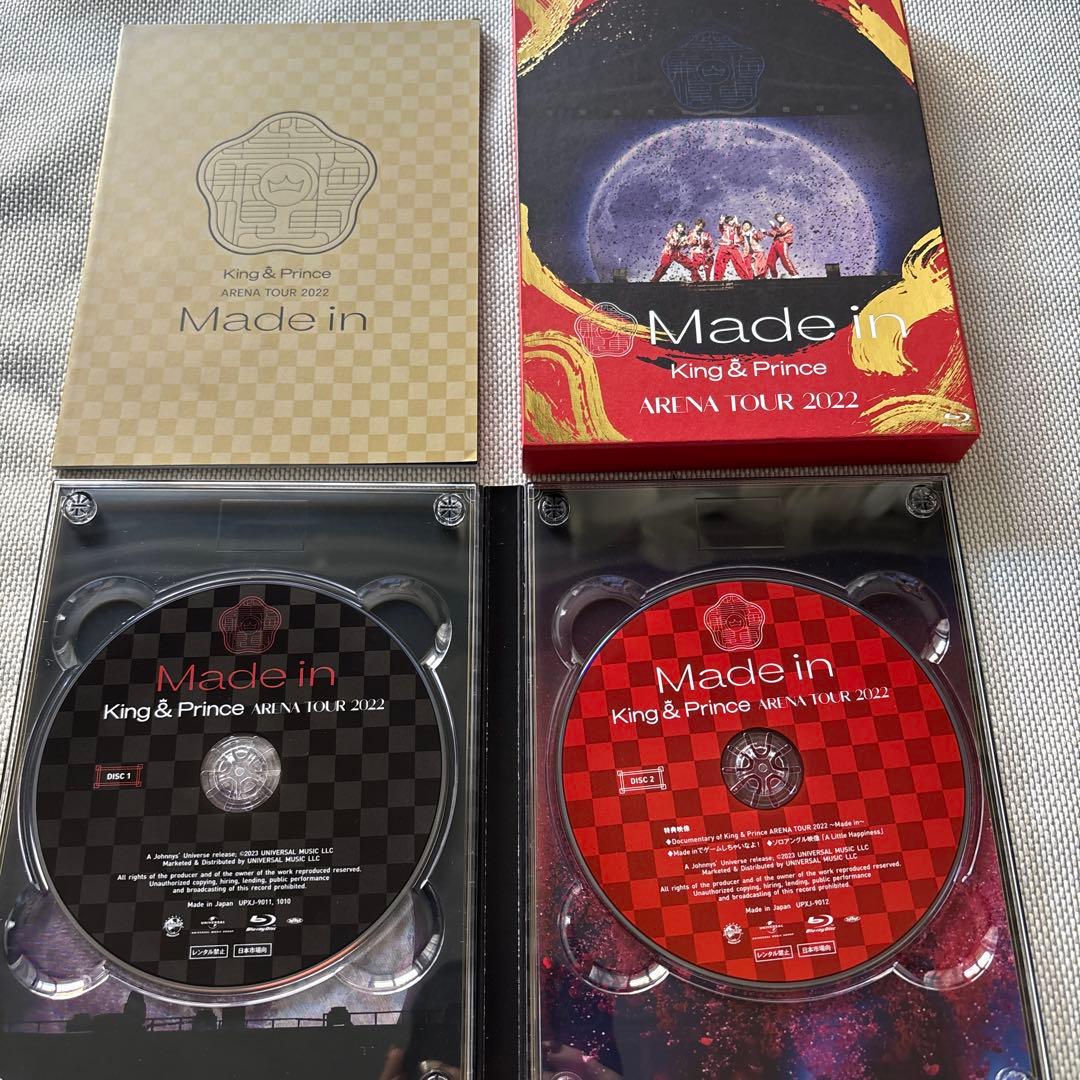 King & Prince
ARENA TOUR 2022
Made in
Made in
King & Prince
ARENA TOUR 2022
Made in
King & Prince ARENA TOUR 2022
DISC 1
A Johnnys' Universe release; ©2023 UNIVERSAL MUSIC LLC
Marketed & Distributed by UNIVERSAL MUSIC LLC
All rights of the producer and of the owner of the work reproduced reserved.
Unauthorized copying, hiring, lending, public performance
and broadcasting of this record prohibited.
Made in Japan UPXJ-9011, 1010
UNIVERSAL
Blu-ray Disc
レンタル禁止 日本市場向
Made in
King & Prince ARENA TOUR 2022
DISC 2
特典映像
◆Documentary of King & Prince ARENA TOUR 2022 ~Made in~
◆Made inでゲームしちゃいなよ! ◆ソロアングル映像「A Little Happiness」
A Johnnys' Universe release; ©2023 UNIVERSAL MUSIC LLC
Marketed & Distributed by UNIVERSAL MUSIC LLC
All rights of the producer and of the owner of the work reproduced reserved.
Unauthorized copying, hiring, lending, public performance
and broadcasting of this record prohibited.
Made in Japan UPXJ-9012
UNIVERSAL
Blu-ray Disc
レンタル禁止 日本市場向